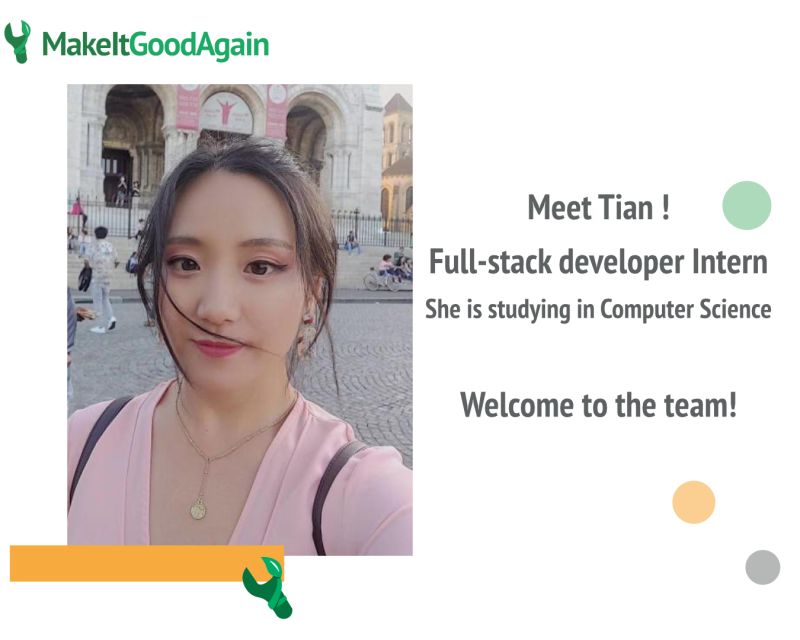 MakeItGoodAgain
Meet Tian !
Full-stack developer Intern
She is studying in Computer Science
Welcome to the team!